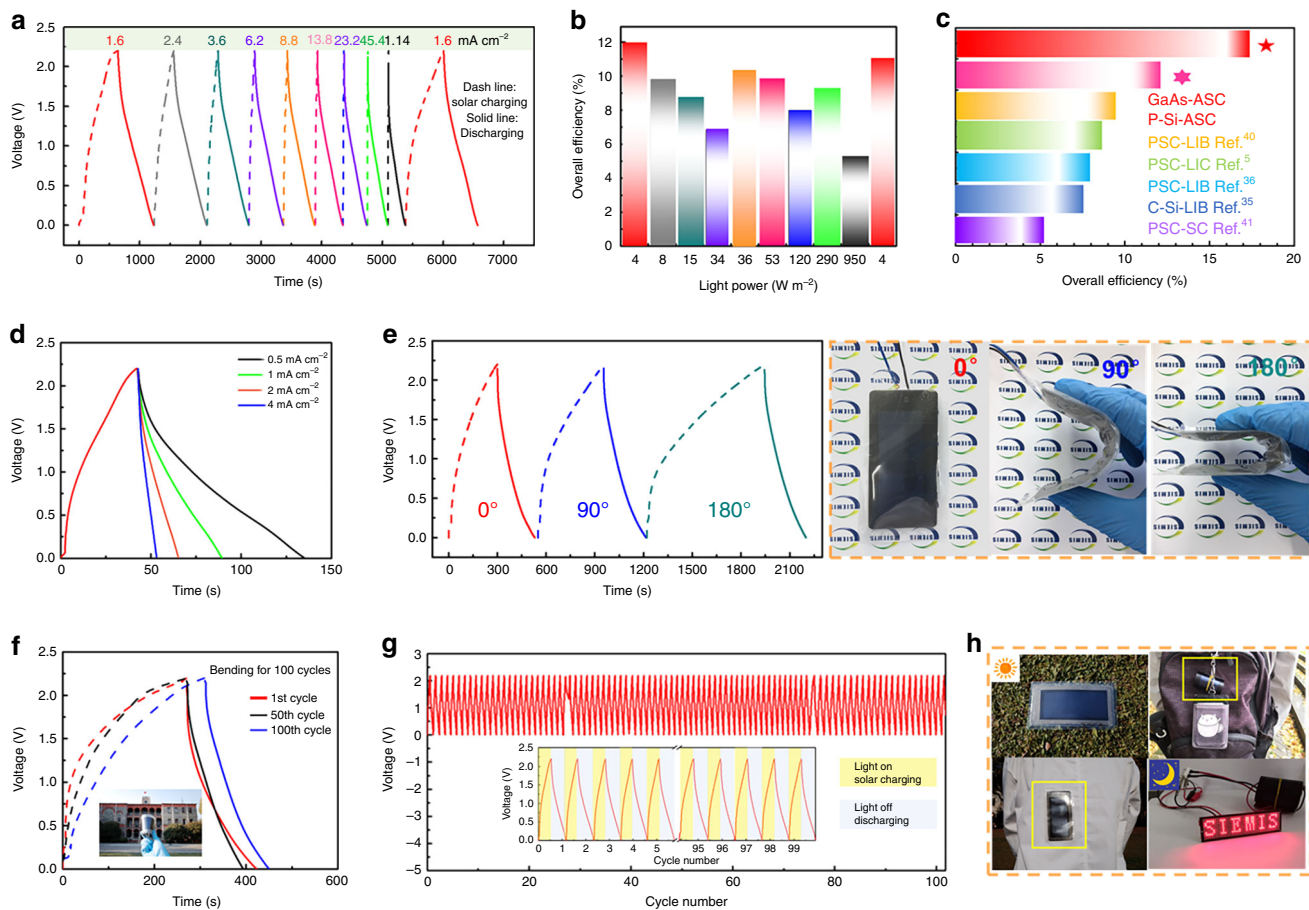 a
2.5
2.0
1.5
1.0
0.5
0.0
Voltage (V)
1.6 2.4 3.6 6.2 8.8 13.8 23.2 45.4 1.14 1.6 mA cm⁻²
Dash line:
solar charging
Solid line:
Discharging
0 1000 2000 3000 4000 5000 6000 7000
Time (s)
b
12
10
8
6
4
2
0
Overall efficiency (%)
4 8 15 34 36 53 120 290 950 4
Light power (W m⁻²)
c
GaAs-ASC
P-Si-ASC
PSC-LIB Ref.⁴⁰
PSC-LIC Ref.⁵
PSC-LIB Ref.³⁶
C-Si-LIB Ref.³⁵
PSC-SC Ref.⁴¹
0 5 10 15 20
Overall efficiency (%)
d
2.5
2.0
1.5
1.0
0.5
0.0
Voltage (V)
0.5 mA cm⁻²
1 mA cm⁻²
2 mA cm⁻²
4 mA cm⁻²
0 50 100 150
Time (s)
e
2.5
2.0
1.5
1.0
0.5
0.0
Voltage (V)
0° 90° 180°
0 300 600 900 1200 1500 1800 2100
Time (s)
0° 90° 180°
SIMEIS
f
2.5
2.0
1.5
1.0
0.5
0.0
Voltage (V)
Bending for 100 cycles
1st cycle
50th cycle
100th cycle
0 200 400 600
Time (s)
g
3
2
1
0
−1
−2
−3
−4
−5
Voltage (V)
2.5
2.0
1.5
1.0
0.5
0.0
Voltage (V)
0 1 2 3 4 5 95 96 97 98 99
Cycle number
Light on
solar charging
Light off
discharging
0 20 40 60 80 100
Cycle number
h
SIEMIS